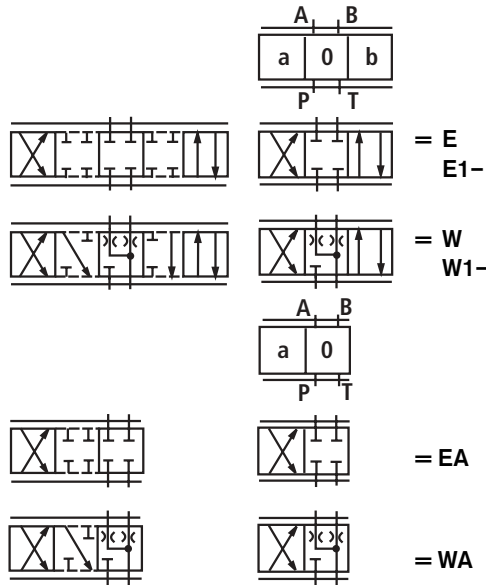 A B
a 0 b
P T
= E
E1–
= W
W1–
A B
a 0
P T
= EA
= WA